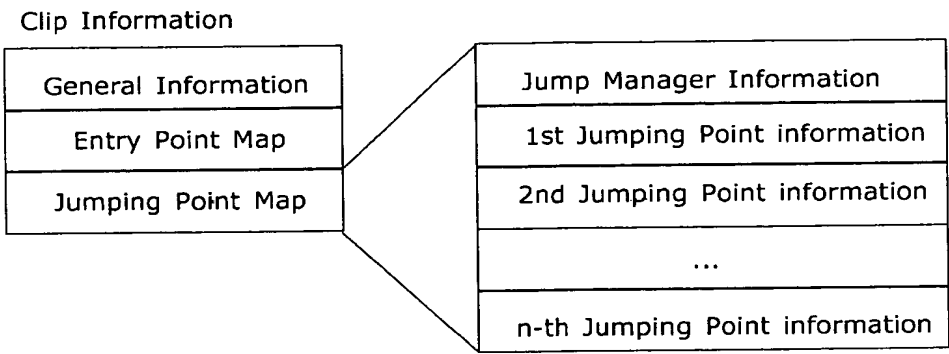 Clip Information
General Information
Entry Point Map
Jumping Point Map
Jump Manager Information
1st Jumping Point information
2nd Jumping Point information
...
n-th Jumping Point information